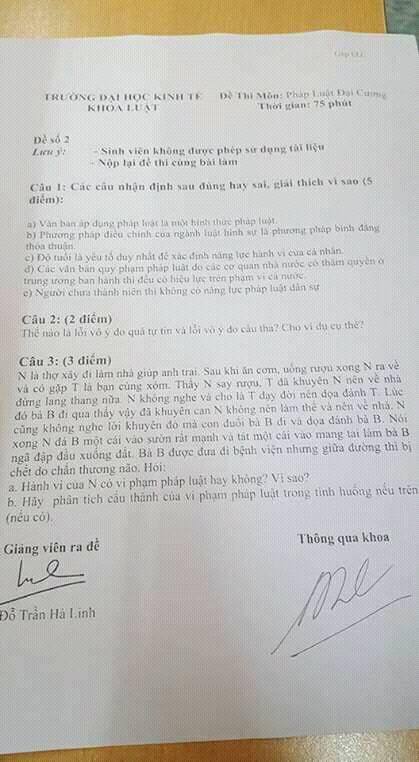 TRƯỜNG ĐẠI HỌC KINH TẾ Đề Thi Môn: Pháp Luật Đại Cương
KHOA LUẬT Thời gian: 75 phút
Đề số 2
Lưu ý: - Sinh viên không được phép sử dụng tài liệu
- Nộp lại đề thi cùng bài làm
Câu 1: Các câu nhận định sau đúng hay sai, giải thích vì sao (5
điểm):
a) Văn bản áp dụng pháp luật là một hình thức pháp luật.
b) Phương pháp điều chỉnh của ngành luật hình sự là phương pháp bình đẳng
thỏa thuận.
c) Độ tuổi là yếu tố duy nhất để xác định năng lực hành vi của cá nhân.
d) Các văn bản quy phạm pháp luật do các cơ quan nhà nước có thẩm quyền ở
trung ương ban hành thì đều có hiệu lực trên phạm vi cả nước.
e) Người chưa thành niên thì không có năng lực pháp luật dân sự
Câu 2: (2 điểm)
Thế nào là lỗi vô ý do quá tự tin và lỗi vô ý do cẩu thả? Cho ví dụ cụ thể?
Câu 3: (3 điểm)
N là thợ xây đi làm nhà giúp anh trai. Sau khi ăn cơm, uống rượu xong N ra về
và có gặp T là bạn cùng xóm. Thấy N say rượu, T đã khuyên N nên về nhà
đừng lang thang nữa. N không nghe và cho là T dạy đời nên dọa đánh T. Lúc
đó bà B đi qua thấy vậy đã khuyên can N không nên làm thế và nên về nhà. N
cũng không nghe lời khuyên đó mà còn đuổi bà B đi và dọa đánh bà B. Nói
xong N đá B một cái vào sườn rất mạnh và tát một cái vào mang tai làm bà B
ngã đập đầu xuống đất. Bà B được đưa đi bệnh viện nhưng giữa đường thì bị
chết do chấn thương não. Hỏi:
a. Hành vi của N có vi phạm pháp luật hay không? Vì sao?
b. Hãy phân tích cấu thành của vi phạm pháp luật trong tình huống nêu trên
(nếu có).
Giảng viên ra đề Thông qua khoa
Đỗ Trần Hà Linh